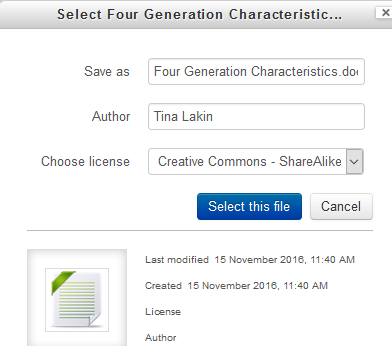 Select Four Generation Characteristic...
Save as Four Generation Characteristics.doc
Author Tina Lakin
Choose license Creative Commons - ShareAlike
Select this file Cancel
Last modified 15 November 2016, 11:40 AM
Created 15 November 2016, 11:40 AM
License
Author